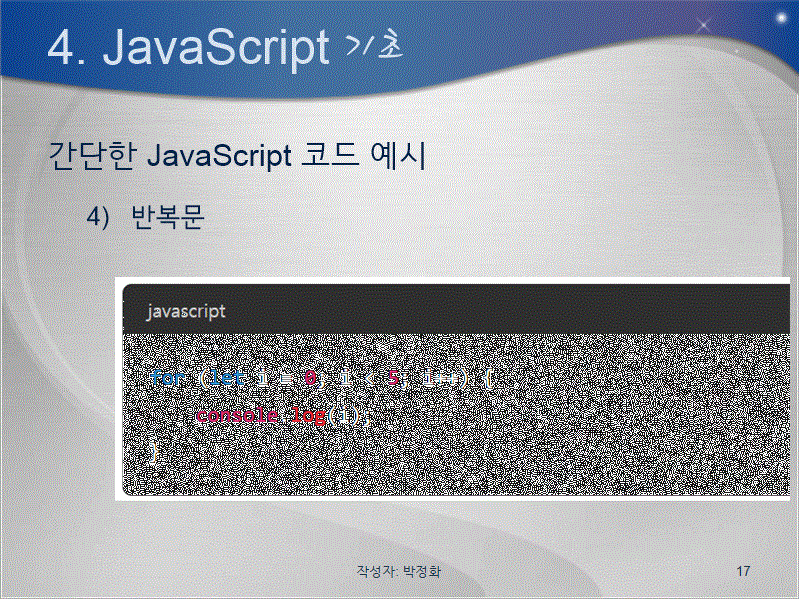 4. JavaScript 기초
간단한 JavaScript 코드 예시
4) 반복문
javascript
for (let i = 0; i < 5; i++) {
console.log(i);
}
작성자: 박정화
17